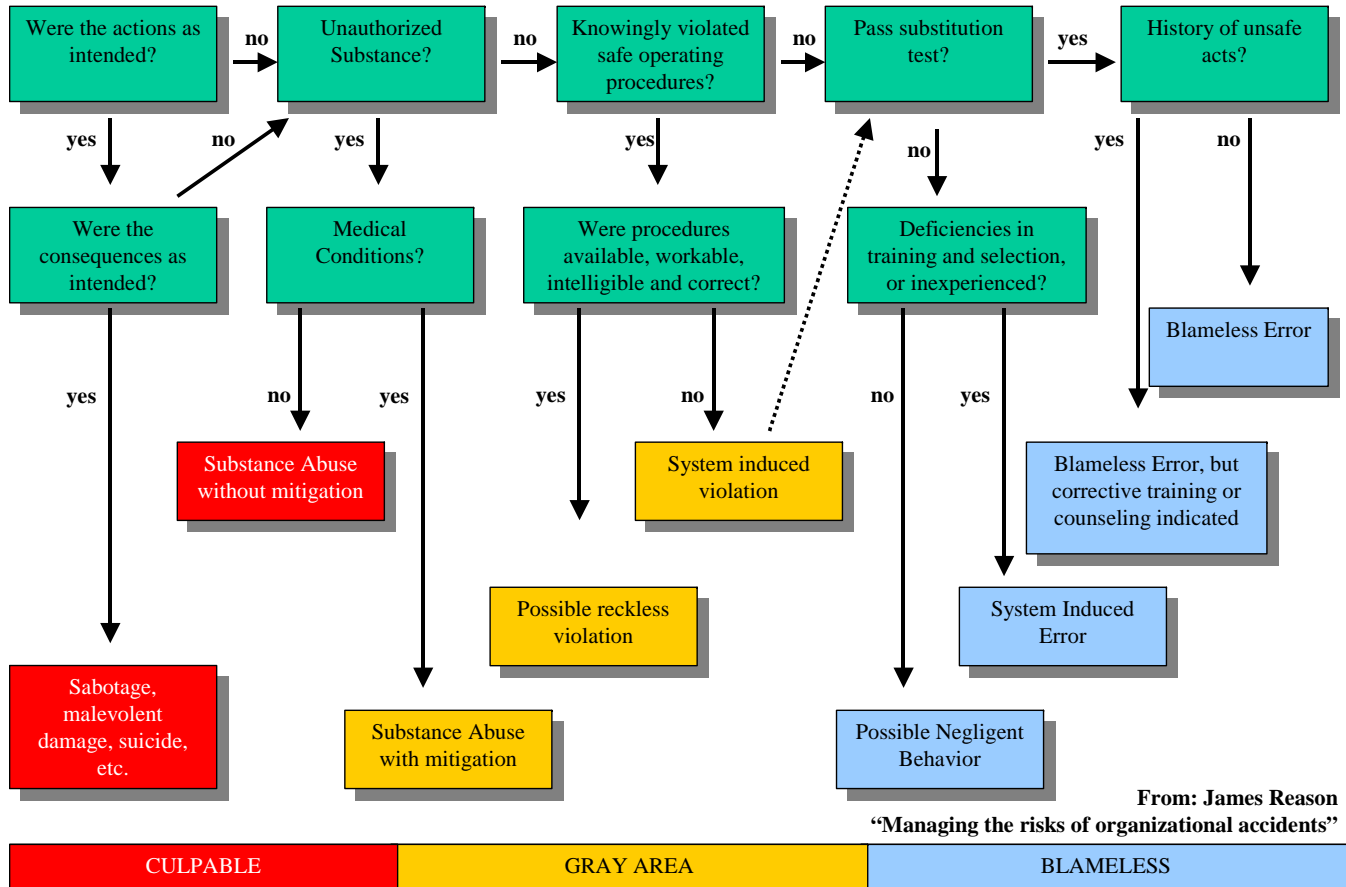 Were the actions as
intended?
no
Unauthorized
Substance?
no
Knowingly violated
safe operating
procedures?
no
Pass substitution
test?
yes
History of unsafe
acts?
yes
no
yes
yes
no
yes
no
Were the
consequences as
intended?
Medical
Conditions?
Were procedures
available, workable,
intelligible and correct?
Deficiencies in
training and selection,
or inexperienced?
Blameless Error
yes
no
yes
yes
no
no
yes
Substance Abuse
without mitigation
System induced
violation
Blameless Error, but
corrective training or
counseling indicated
Possible reckless
violation
System Induced
Error
Sabotage,
malevolent
damage, suicide,
etc.
Substance Abuse
with mitigation
Possible Negligent
Behavior
From: James Reason
“Managing the risks of organizational accidents”
CULPABLE
GRAY AREA
BLAMELESS